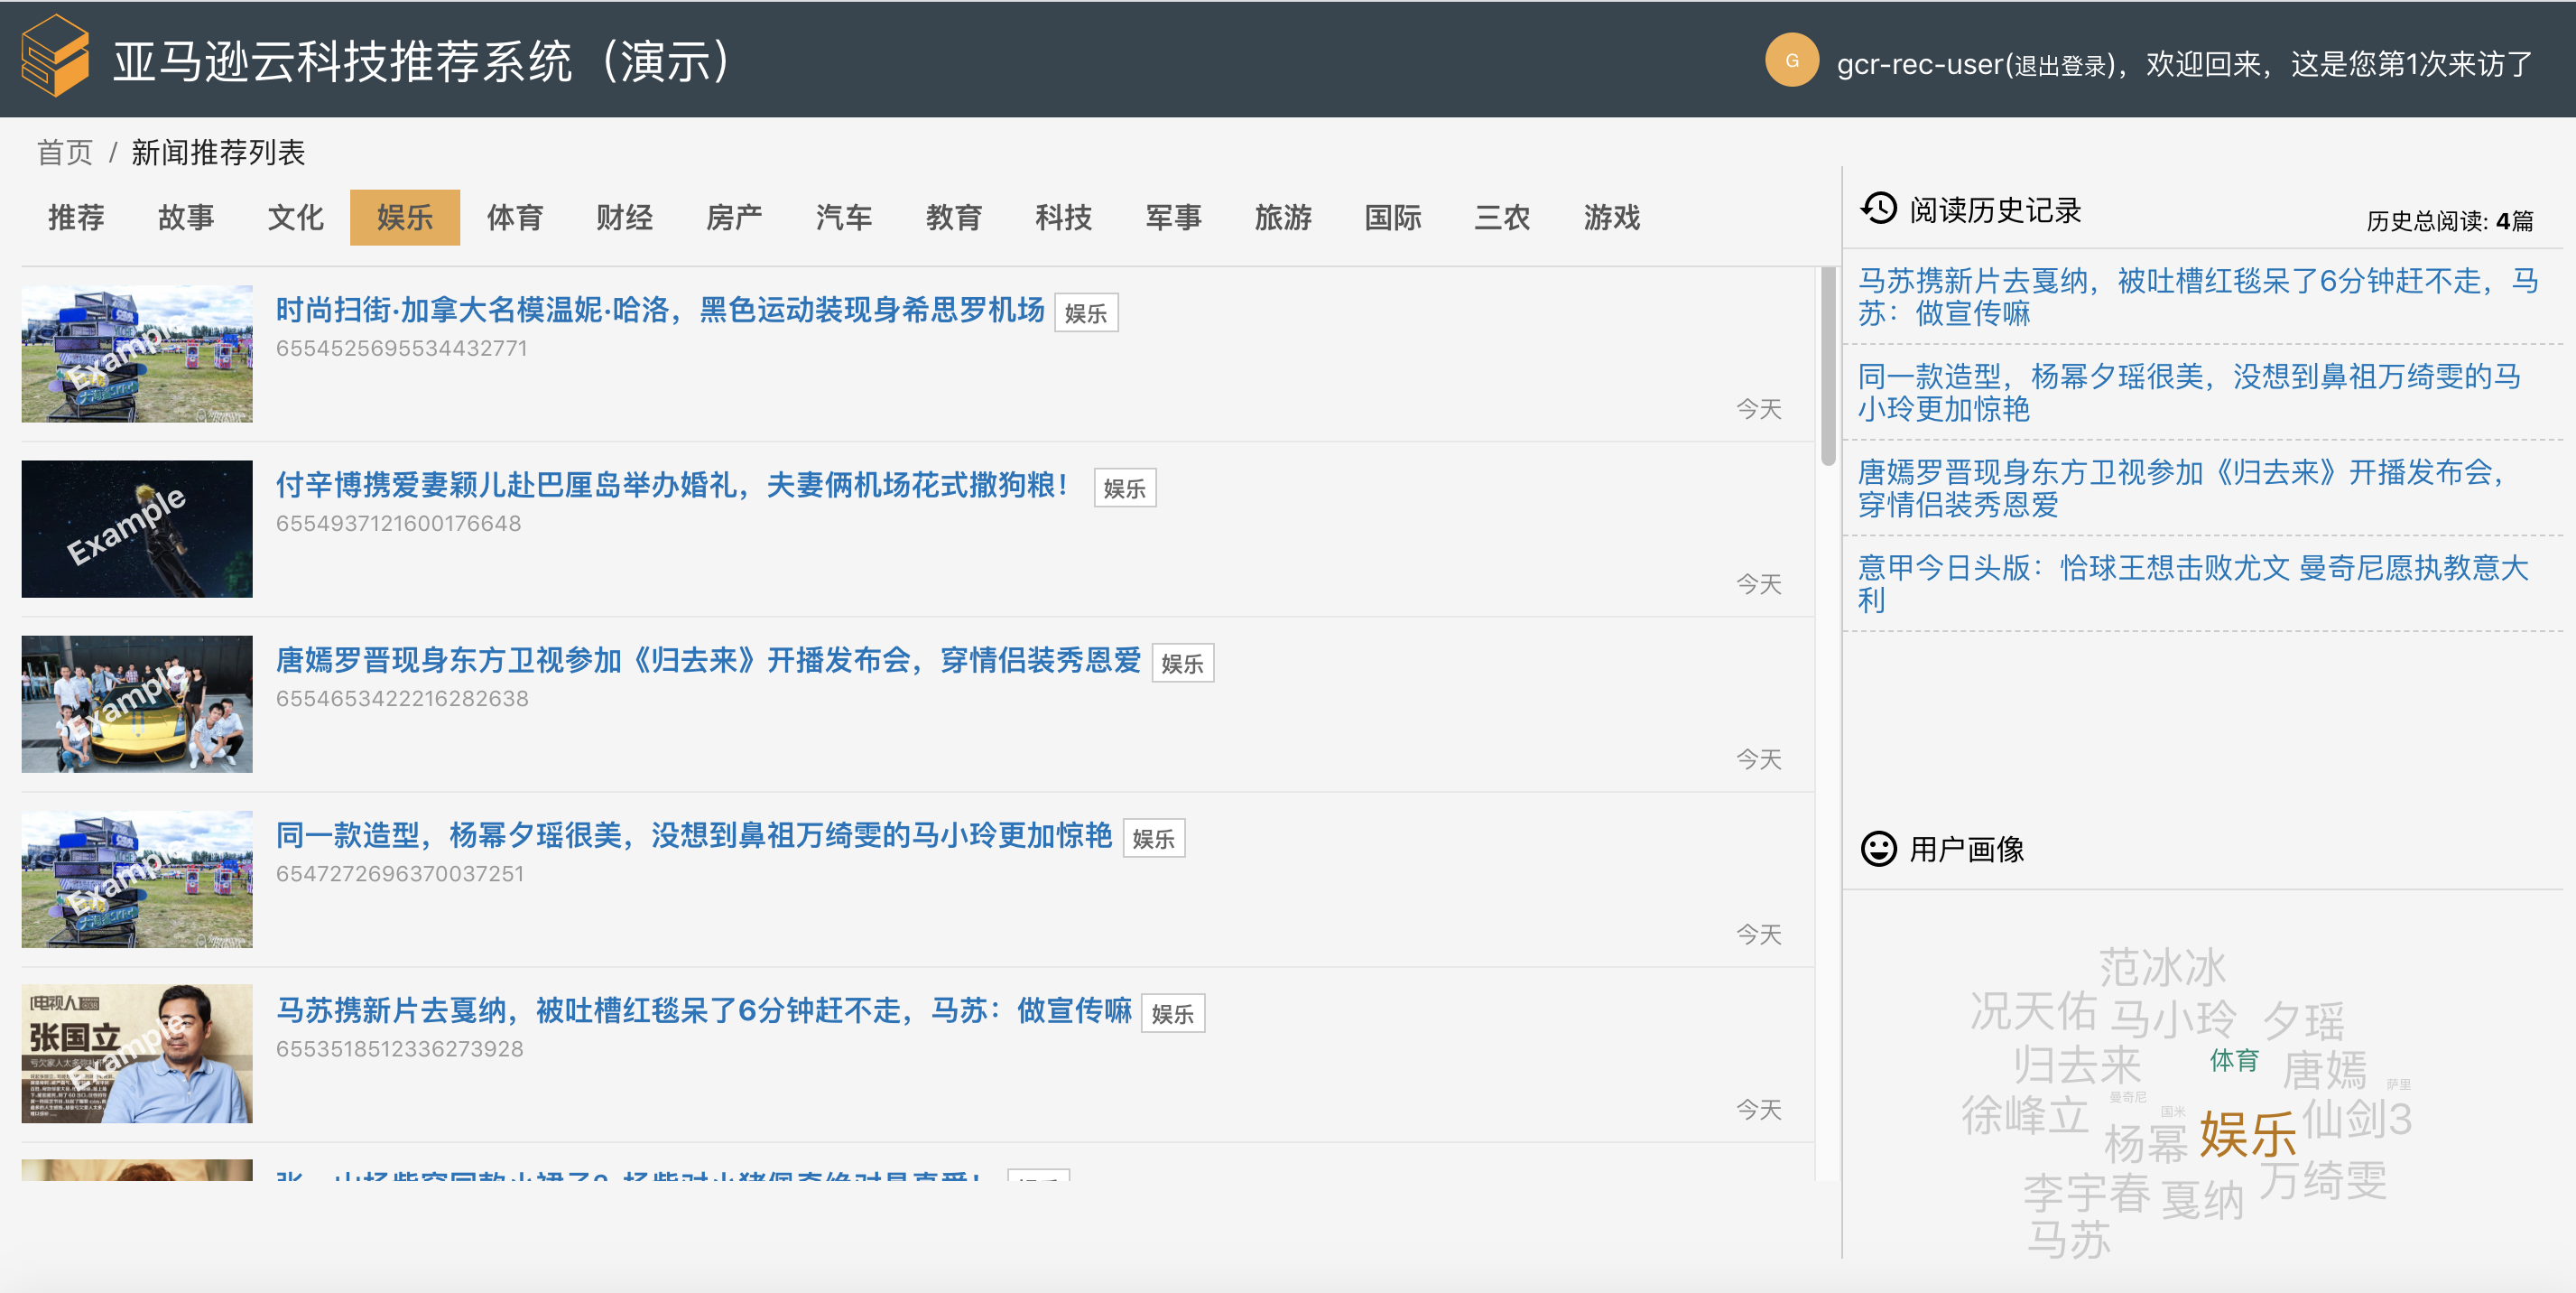 亚马逊云科技推荐系统（演示）
G
gcr-rec-user(退出登录)，欢迎回来，这是您第1次来访了
首页 / 新闻推荐列表
推荐 故事 文化 娱乐 体育 财经 房产 汽车 教育 科技 军事 旅游 国际 三农 游戏
Example
时尚扫街·加拿大名模温妮·哈洛，黑色运动装现身希思罗机场 娱乐
6554525695534432771
今天
Example
付辛博携爱妻颖儿赴巴厘岛举办婚礼，夫妻俩机场花式撒狗粮！ 娱乐
6554937121600176648
今天
Example
唐嫣罗晋现身东方卫视参加《归去来》开播发布会，穿情侣装秀恩爱 娱乐
6554653422216282638
今天
Example
同一款造型，杨幂夕瑶很美，没想到鼻祖万绮雯的马小玲更加惊艳 娱乐
6547272696370037251
今天
电视人
张国立
Example
马苏携新片去戛纳，被吐槽红毯呆了6分钟赶不走，马苏：做宣传嘛 娱乐
6553518512336273928
今天
阅读历史记录
历史总阅读: 4篇
马苏携新片去戛纳，被吐槽红毯呆了6分钟赶不走，马
苏：做宣传嘛
同一款造型，杨幂夕瑶很美，没想到鼻祖万绮雯的马
小玲更加惊艳
唐嫣罗晋现身东方卫视参加《归去来》开播发布会，
穿情侣装秀恩爱
意甲今日头版：恰球王想击败尤文 曼奇尼愿执教意大
利
用户画像
范冰冰
况天佑 马小玲 夕瑶
归去来 体育 唐嫣
萨里
曼奇尼
国米
徐峰立 杨幂 娱乐 仙剑3
李宇春 戛纳 万绮雯
马苏